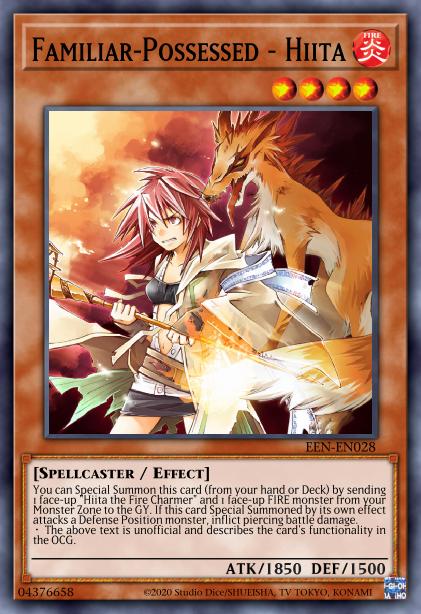 FAMILIAR-POSSESSED - HIITA
FIRE
炎
EEN-EN028
[SPELLCASTER / EFFECT]
You can Special Summon this card (from your hand or Deck) by sending
1 face-up "Hiita the Fire Charmer" and 1 face-up FIRE monster from your
Monster Zone to the GY. If this card Special Summoned by its own effect
attacks a Defense Position monster, inflict piercing battle damage.
· The above text is unofficial and describes the card's functionality in
the OCG.
ATK/1850 DEF/1500
04376658
©2020 Studio Dice/SHUEISHA, TV TOKYO, KONAMI